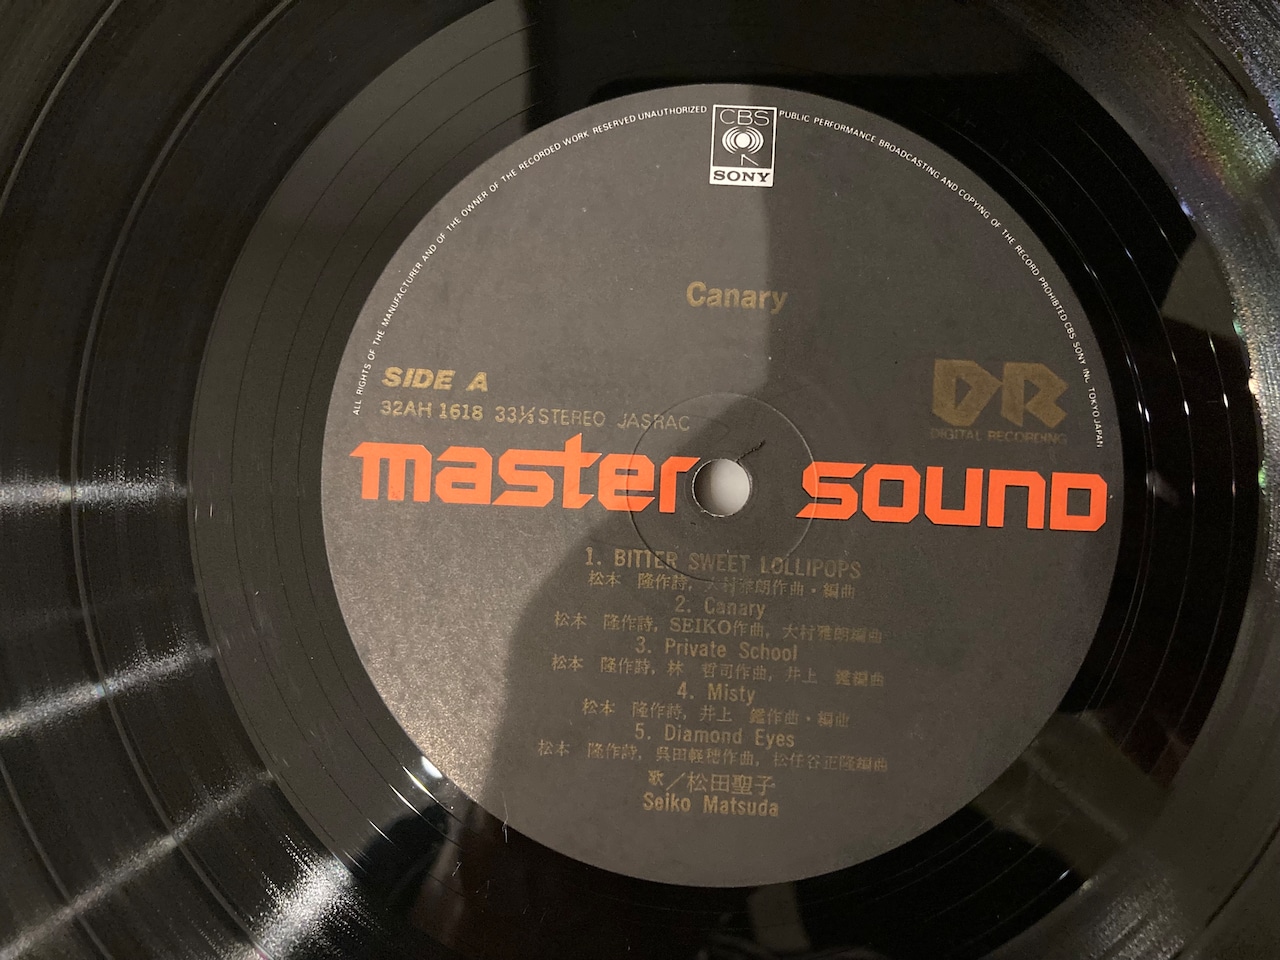 ALL RIGHTS OF THE MANUFACTURER AND OF THE OWNER OF THE RECORDED WORK RESERVED UNAUTHORIZED PUBLIC PERFORMANCE BROADCASTING AND COPYING OF THE RECORD PROHIBITED CBS SONY INC. TOKYO JAPAN
CBS
SONY
Canary
SIDE A
32AH 1618 33⅓ STEREO JASRAC
DR
DIGITAL RECORDING
master sound
1. BITTER SWEET LOLLIPOPS
松本 隆作詩, 大村雅朗作曲・編曲
2. Canary
松本 隆作詩, SEIKO作曲, 大村雅朗編曲
3. Private School
松本 隆作詩, 林 哲司作曲, 井上 鑑編曲
4. Misty
松本 隆作詩, 井上 鑑作曲・編曲
5. Diamond Eyes
松本 隆作詩, 呉田軽穂作曲, 松任谷正隆編曲
歌／松田聖子
Seiko Matsuda